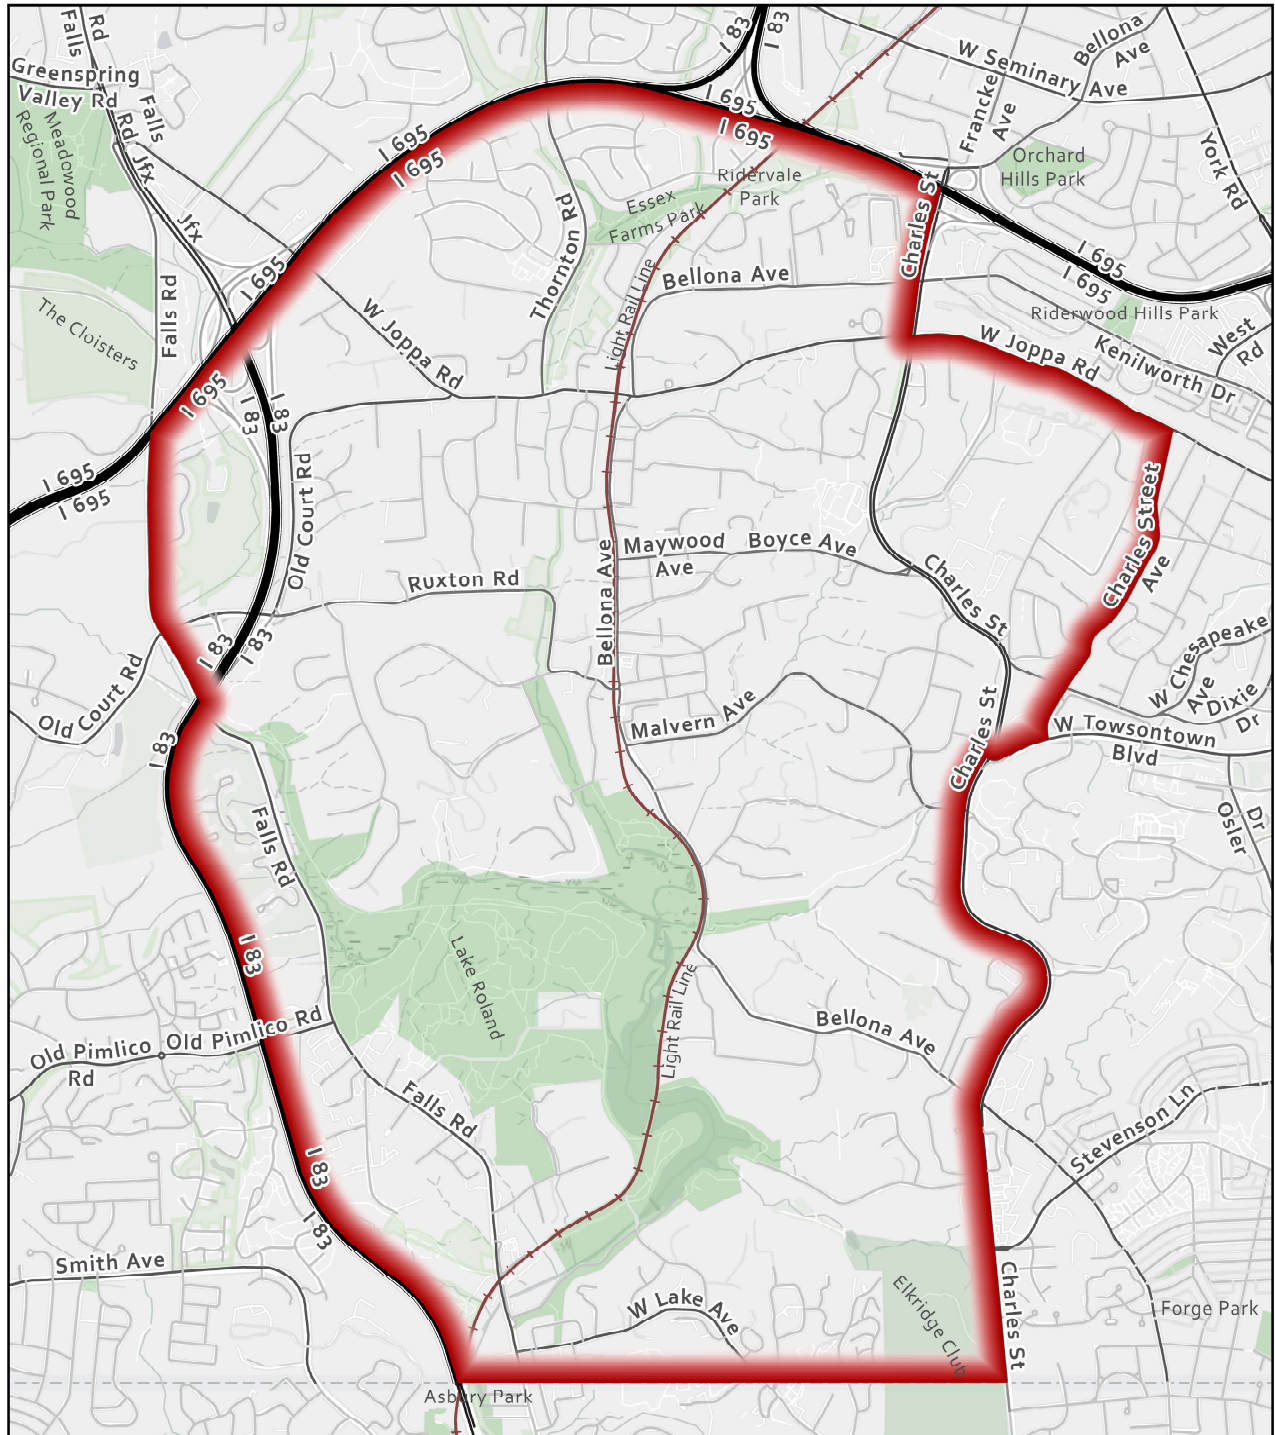 Falls
Rd
I 83
I 83
W Seminary Ave
Bellona
Ave
Greenspring
Valley Rd
Falls
Rd
Jfx
Francke
Ave
York Rd
Meadowood
Regional Park
I 695
I 695
I 695
I 695
Orchard
Hills Park
Ridervale
Park
Essex
Farms Park
Charles St
Thornton Rd
Jfx
I 695
I 695
I 695
Bellona Ave
Light Rail Line
Falls Rd
The Cloisters
W Joppa Rd
Riderwood Hills Park
W Joppa Rd
Kenilworth Dr
West
Rd
I 695
I 83
I 83
I 695
I 695
Old Court Rd
Charles Street
Ave
Maywood
Ave
Boyce Ave
Bellona Ave
Ruxton Rd
Charles St
I 83
I 83
W Chesapeake
Ave
Dixie
Dr
Old Court Rd
Malvern Ave
Charles St
W Towsontown
Blvd
I 83
Falls Rd
Osler
Dr
I 83
Lake Roland
Light Rail Line
Old Pimlico Rd
Old Pimlico
Rd
Bellona Ave
Falls Rd
Stevenson Ln
I 83
I 83
Smith Ave
W Lake Ave
Elkridge Club
Charles St
Forge Park
Asbury Park